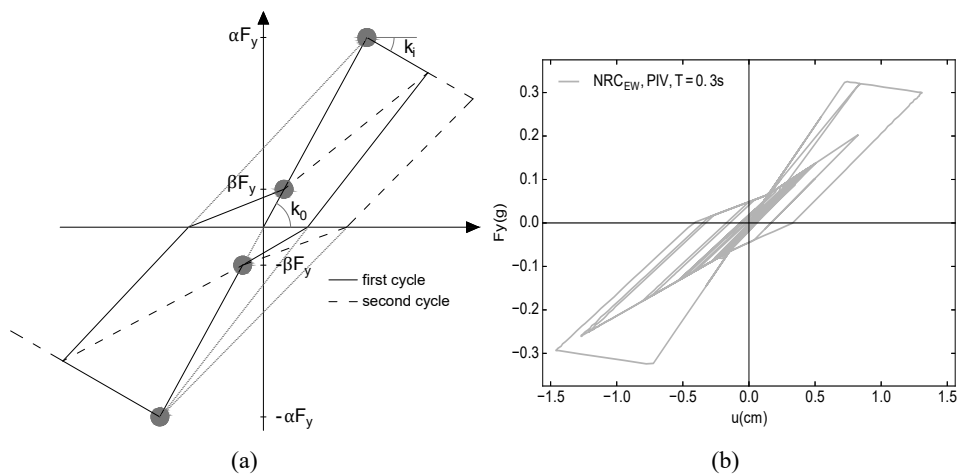 αFy
ki
βFy
k0
-βFy
first cycle
second cycle
-αFy
(a)
NRCEW, PIV, T=0.3s
Fy(g)
0.3
0.2
0.1
0.0
−0.1
−0.2
−0.3
−1.5 −1.0 −0.5 0.0 0.5 1.0 1.5
u(cm)
(b)